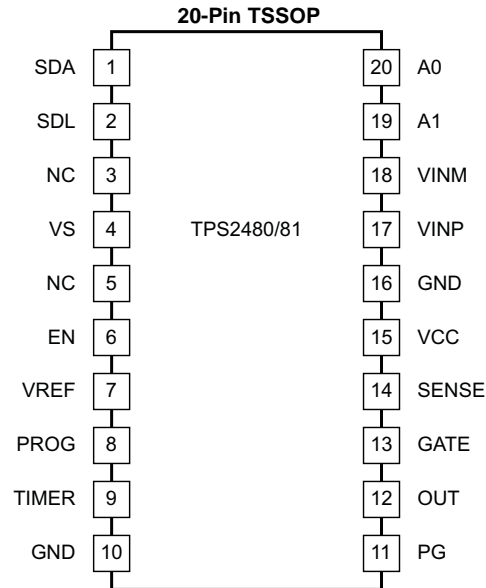 20-Pin TSSOP
SDA 1 20 A0
SDL 2 19 A1
NC 3 18 VINM
VS 4 TPS2480/81 17 VINP
NC 5 16 GND
EN 6 15 VCC
VREF 7 14 SENSE
PROG 8 13 GATE
TIMER 9 12 OUT
GND 10 11 PG